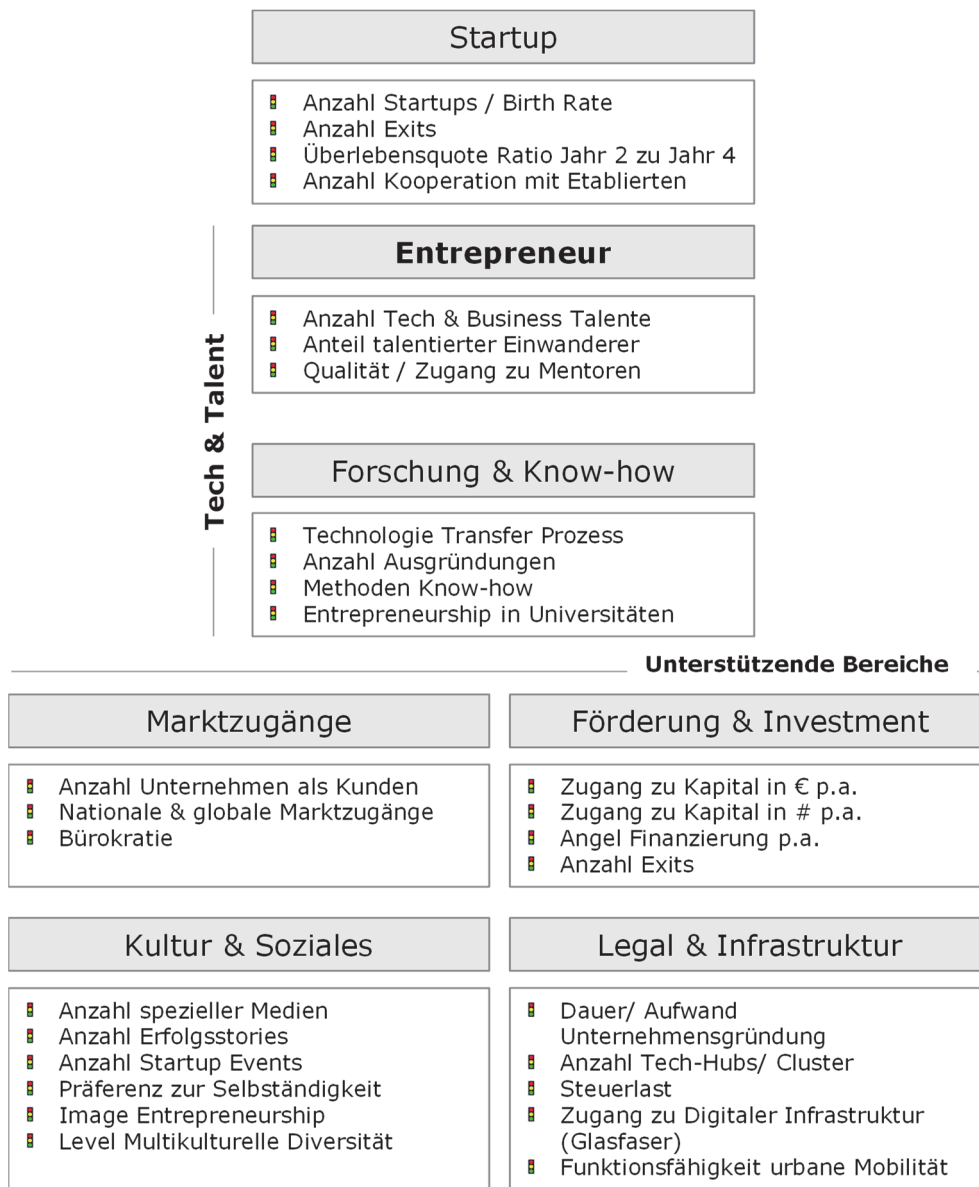 Startup
Anzahl Startups / Birth Rate
Anzahl Exits
Überlebensquote Ratio Jahr 2 zu Jahr 4
Anzahl Kooperation mit Etablierten
Tech & Talent
Entrepreneur
Anzahl Tech & Business Talente
Anteil talentierter Einwanderer
Qualität / Zugang zu Mentoren
Forschung & Know-how
Technologie Transfer Prozess
Anzahl Ausgründungen
Methoden Know-how
Entrepreneurship in Universitäten
Unterstützende Bereiche
Marktzugänge
Anzahl Unternehmen als Kunden
Nationale & globale Marktzugänge
Bürokratie
Förderung & Investment
Zugang zu Kapital in € p.a.
Zugang zu Kapital in # p.a.
Angel Finanzierung p.a.
Anzahl Exits
Kultur & Soziales
Anzahl spezieller Medien
Anzahl Erfolgsstories
Anzahl Startup Events
Präferenz zur Selbständigkeit
Image Entrepreneurship
Level Multikulturelle Diversität
Legal & Infrastruktur
Dauer/ Aufwand
Unternehmensgründung
Anzahl Tech-Hubs/ Cluster
Steuerlast
Zugang zu Digitaler Infrastruktur
(Glasfaser)
Funktionsfähigkeit urbane Mobilität